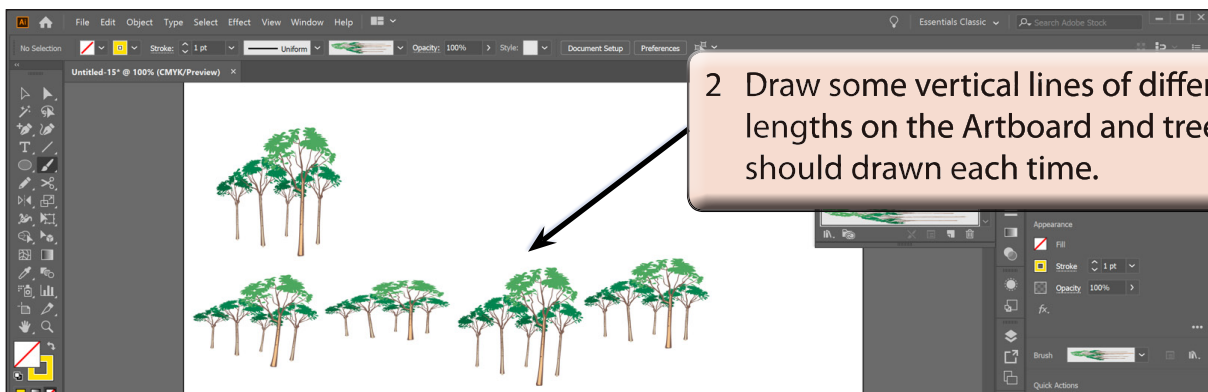 Ai File Edit Object Type Select Effect View Window Help Essentials Classic Search Adobe Stock
No Selection Stroke: 1 pt Uniform Opacity: 100% Style: Document Setup Preferences
Untitled-15* @ 100% (CMYK/Preview) ×
2 Draw some vertical lines of differ
lengths on the Artboard and tree
should drawn each time.
Appearance
Fill
Stroke 1 pt
Opacity 100%
fx.
Brush
Quick Actions